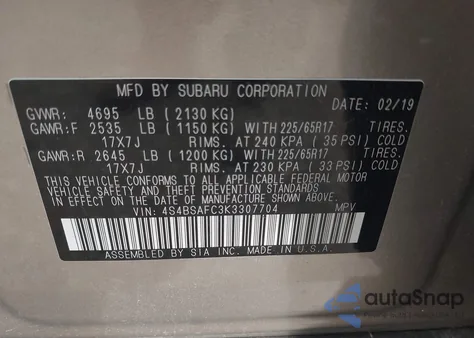 MFD BY SUBARU CORPORATION
GVWR: 4695 LB (2130 KG) DATE: 02/19
GAWR:F 2535 LB (1150 KG) WITH 225/65R17 TIRES.
17X7J RIMS. AT 240 KPA (35 PSI) COLD
GAWR:R 2645 LB (1200 KG) WITH 225/65R17 TIRES.
17X7J RIMS. AT 230 KPA (33 PSI) COLD
THIS VEHICLE CONFORMS TO ALL APPLICABLE FEDERAL MOTOR
VEHICLE SAFETY STANDARDS IN EFFECT ON THE
DATE OF MANUFACTURE SHOWN ABOVE.
VIN: 4S4BSAFC3K3307704 MPV
ASSEMBLED BY SIA INC. MADE IN U.S.A.
autoSnap